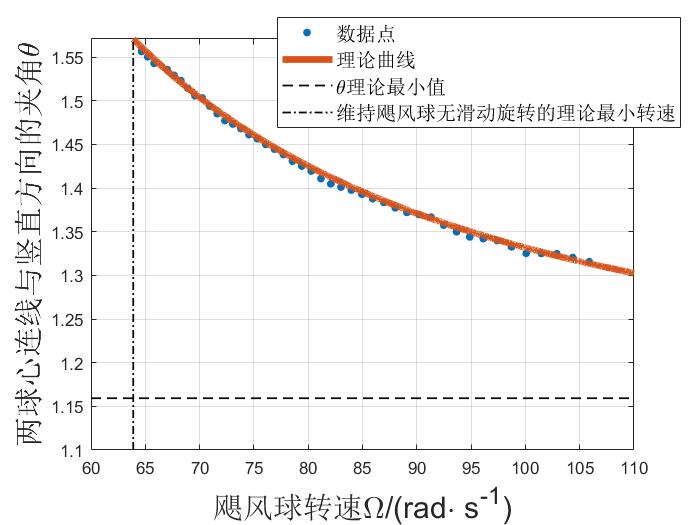 数据点
理论曲线
θ理论最小值
维持飓风球无滑动旋转的理论最小转速
两球心连线与竖直方向的夹角θ
1.55
1.5
1.45
1.4
1.35
1.3
1.25
1.2
1.15
1.1
60 65 70 75 80 85 90 95 100 105 110
飓风球转速Ω/(rad· s⁻¹)